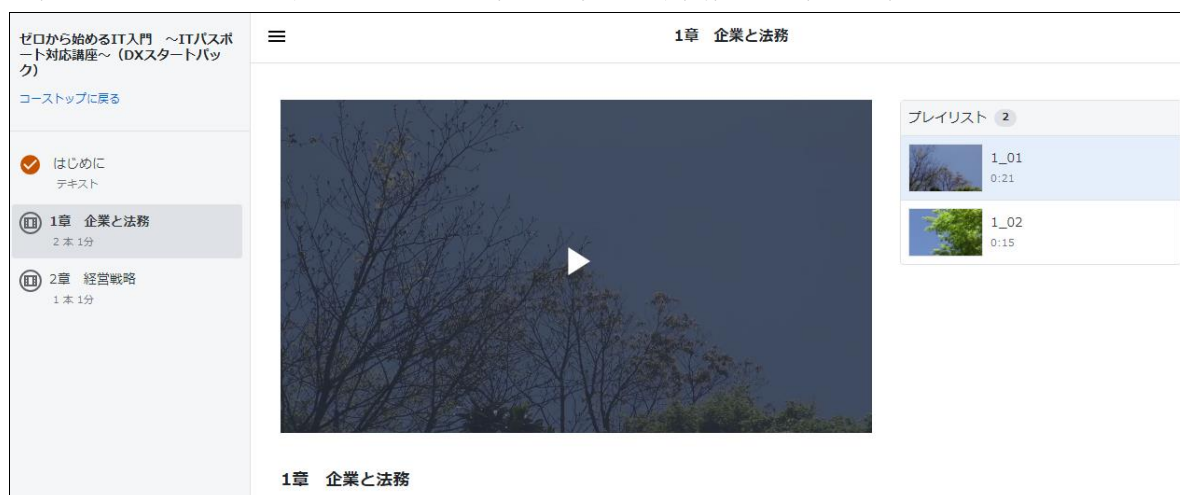 ゼロから始めるIT入門　～ITパスポ
ート対応講座～（DXスタートパッ
ク）
コーストップに戻る
はじめに
テキスト
1章　企業と法務
2 本 1分
2章　経営戦略
1 本 1分
1章　企業と法務
プレイリスト 2
1_01
0:21
1_02
0:15
1章　企業と法務